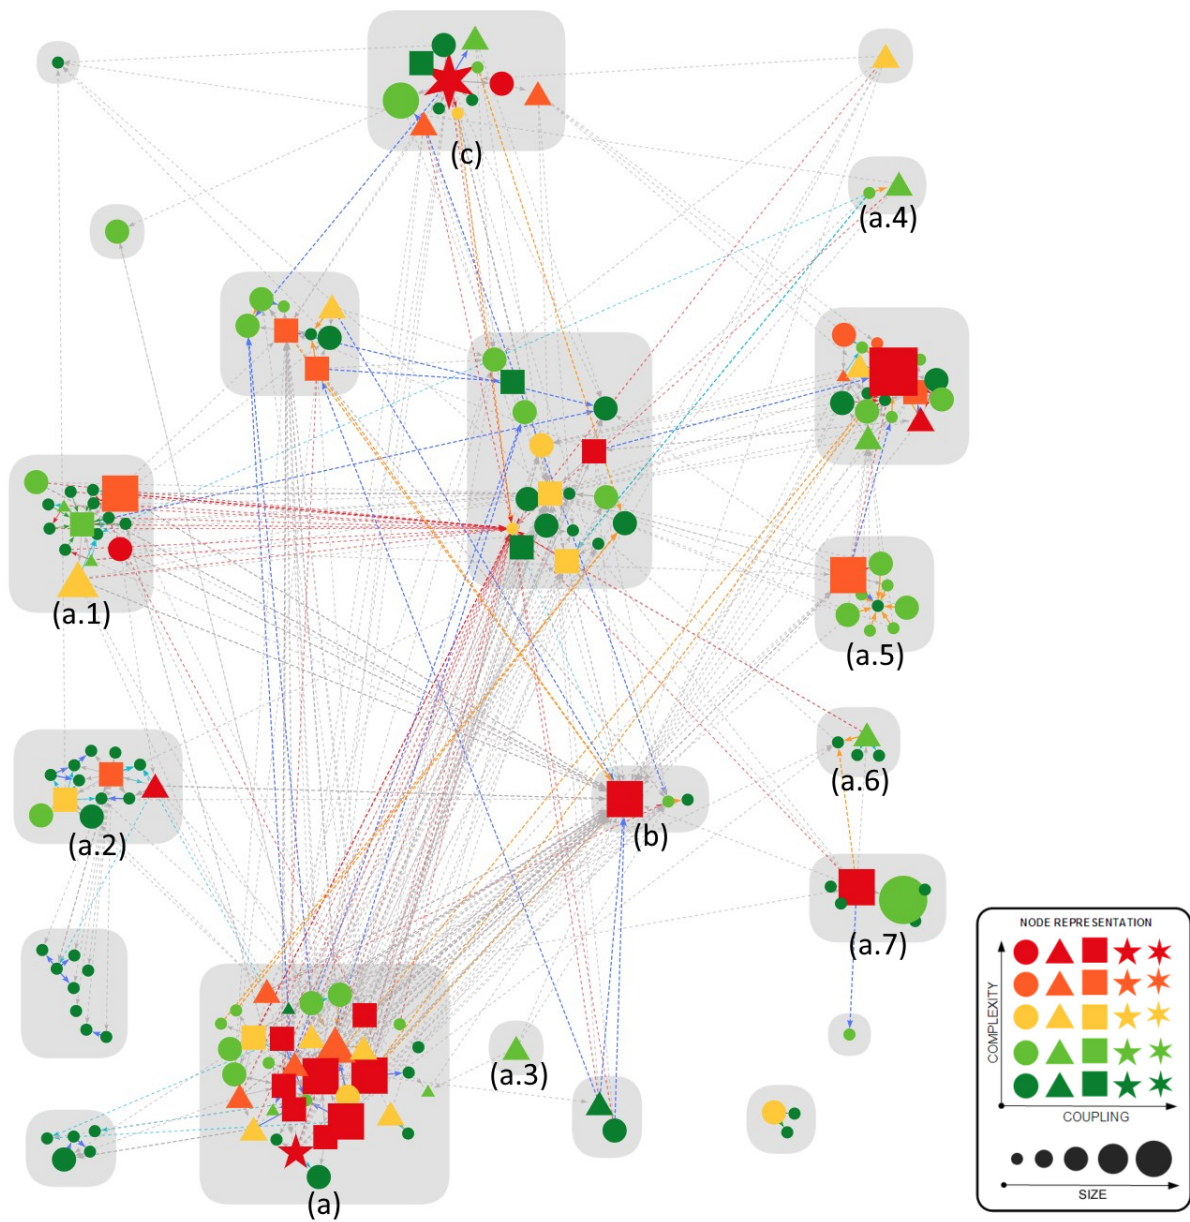 (c)
(a.4)
(a.1)
(a.5)
(a.6)
(b)
(a.2)
(a.7)
(a.3)
(a)
NODE REPRESENTATION
COMPLEXITY
COUPLING
SIZE